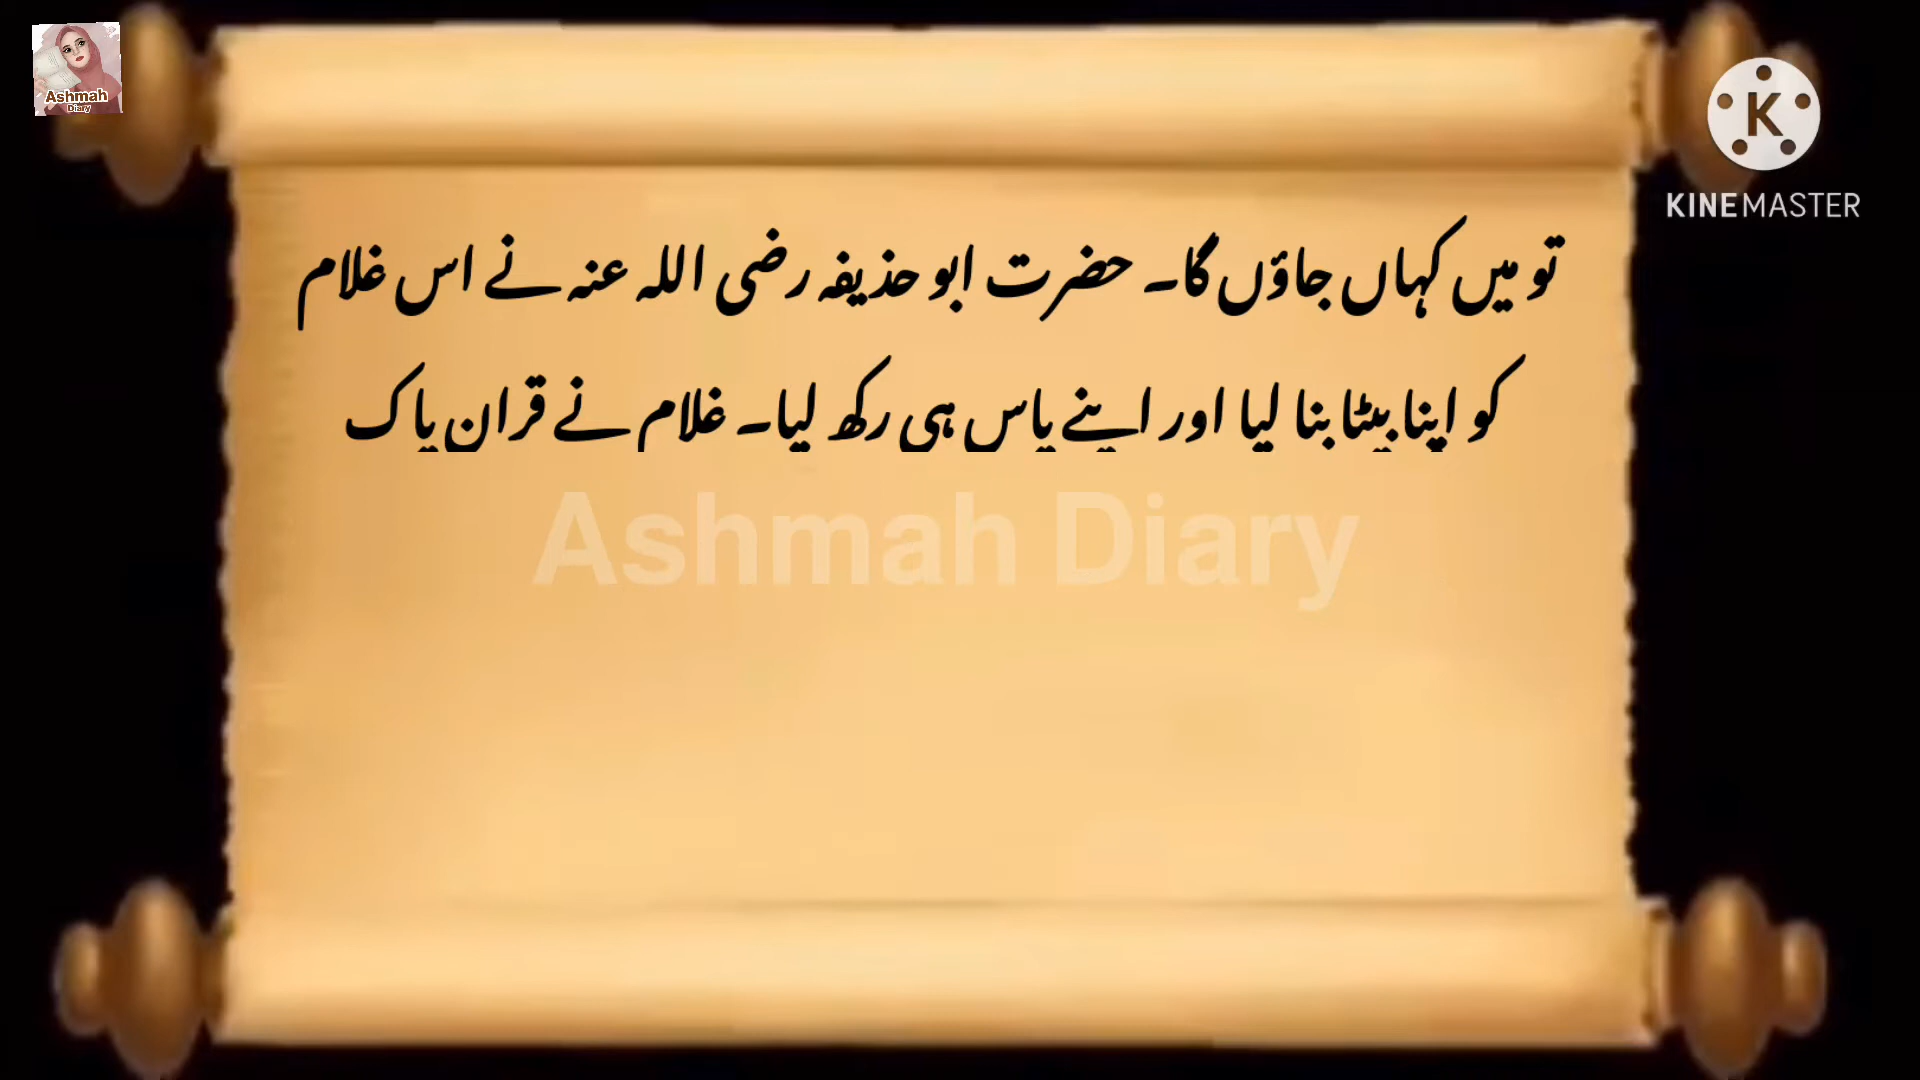 Ashmah
Diary
K
KINEMASTER
تو میں کہاں جاؤں گا۔ حضرت ابو حذیفہ رضی اللہ عنہ نے اس غلام
کو اپنا بیٹا بنا لیا اور اپنے پاس ہی رکھ لیا۔ غلام نے قران پاک
Ashmah Diary